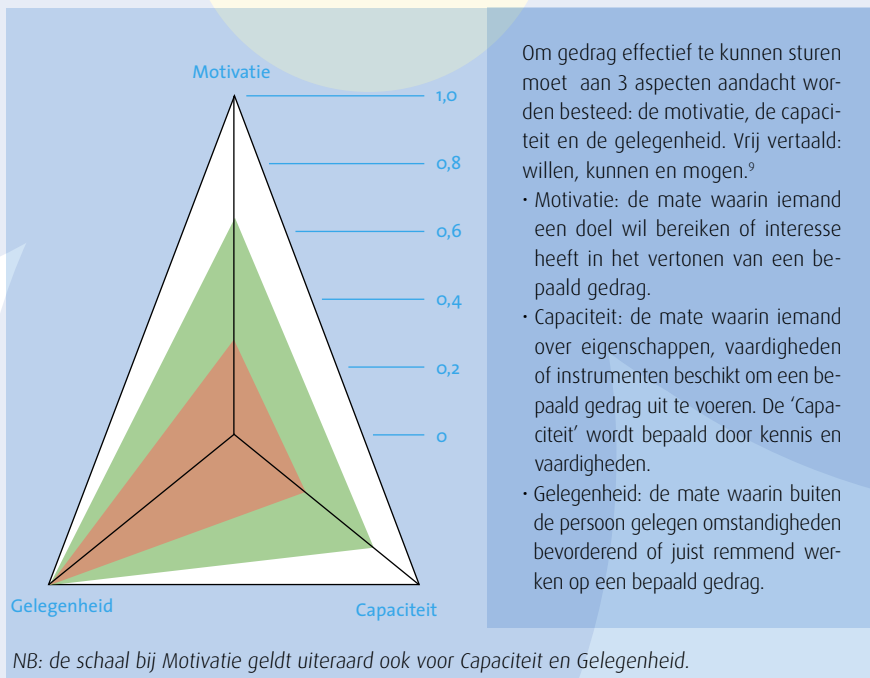 Motivatie
1,0
0,8
0,6
0,4
0,2
0
Gelegenheid
Capaciteit
Om gedrag effectief te kunnen sturen
moet aan 3 aspecten aandacht wor-
den besteed: de motivatie, de capaci-
teit en de gelegenheid. Vrij vertaald:
willen, kunnen en mogen.⁹
· Motivatie: de mate waarin iemand
een doel wil bereiken of interesse
heeft in het vertonen van een be-
paald gedrag.
· Capaciteit: de mate waarin iemand
over eigenschappen, vaardigheden
of instrumenten beschikt om een be-
paald gedrag uit te voeren. De ‘Capa-
citeit’ wordt bepaald door kennis en
vaardigheden.
· Gelegenheid: de mate waarin buiten
de persoon gelegen omstandigheden
bevorderend of juist remmend wer-
ken op een bepaald gedrag.
NB: de schaal bij Motivatie geldt uiteraard ook voor Capaciteit en Gelegenheid.